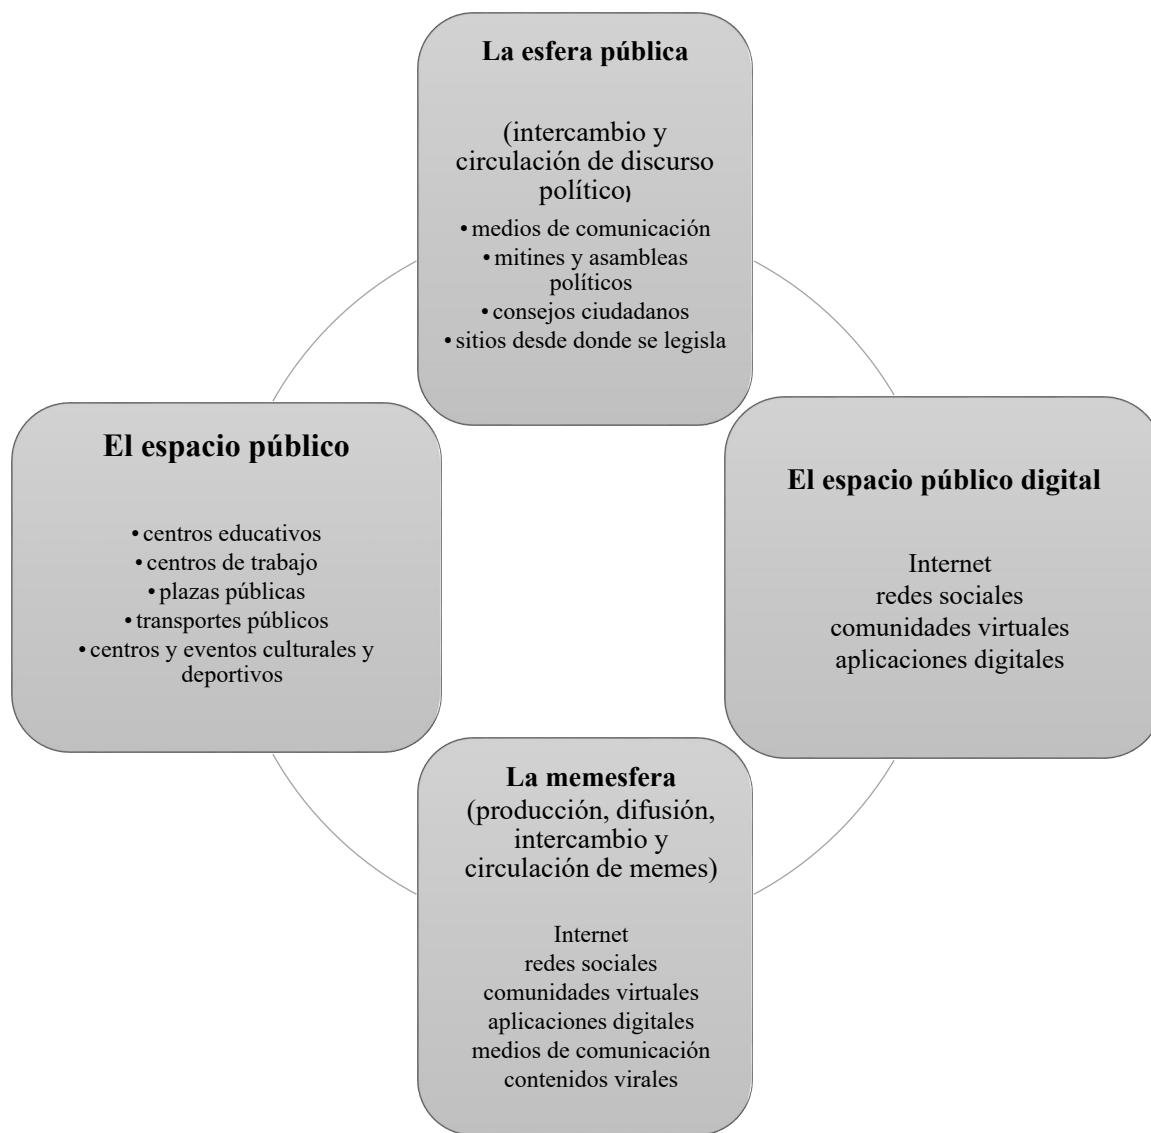 La esfera pública
(intercambio y
circulación de discurso
político)
• medios de comunicación
• mitines y asambleas
políticos
• consejos ciudadanos
• sitios desde donde se legisla
El espacio público
• centros educativos
• centros de trabajo
• plazas públicas
• transportes públicos
• centros y eventos culturales y
deportivos
El espacio público digital
Internet
redes sociales
comunidades virtuales
aplicaciones digitales
La memesfera
(producción, difusión,
intercambio y
circulación de memes)
Internet
redes sociales
comunidades virtuales
aplicaciones digitales
medios de comunicación
contenidos virales